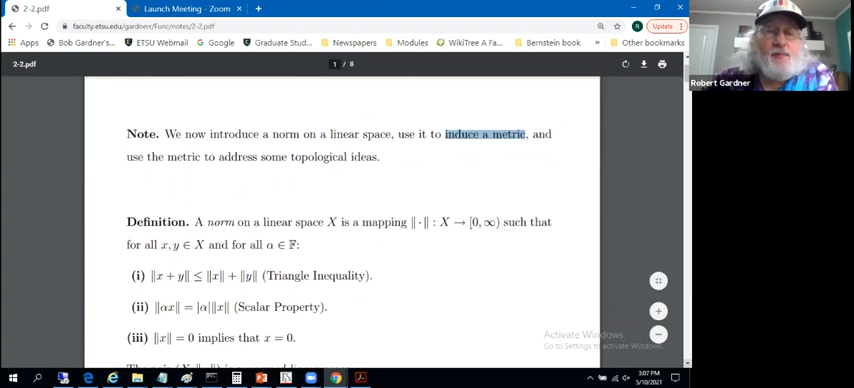 2-2.pdf
Launch Meeting - Zoom
faculty.etsu.edu/gardnerr/Func/notes/2-2.pdf
R
Update
Apps
Bob Gardner's...
ETSU Webmail
Google
Graduate Stud...
Newspapers
Modules
WikiTree A Fa...
Bernstein book
»
Other bookmarks
2-2.pdf
1 / 8
Robert Gardner
Note. We now introduce a norm on a linear space, use it to induce a metric, and
use the metric to address some topological ideas.
Definition. A norm on a linear space X is a mapping ‖ · ‖ : X → [0, ∞) such that
for all x, y ∈ X and for all α ∈ 𝔽:
(i) ‖x + y‖ ≤ ‖x‖ + ‖y‖ (Triangle Inequality).
(ii) ‖αx‖ = |α|‖x‖ (Scalar Property).
(iii) ‖x‖ = 0 implies that x = 0.
Activate Windows
Go to Settings to activate Windows.
3:07 PM
5/10/2021